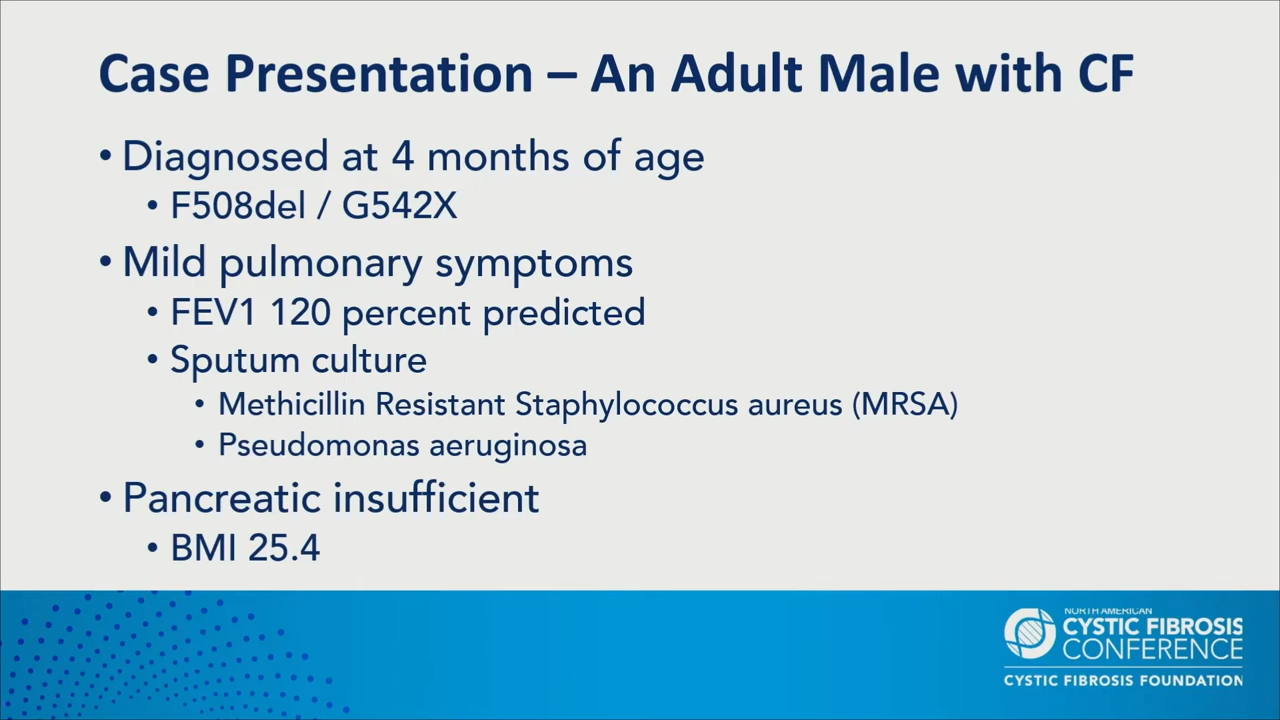 Case Presentation – An Adult Male with CF
• Diagnosed at 4 months of age
• F508del / G542X
• Mild pulmonary symptoms
• FEV1 120 percent predicted
• Sputum culture
• Methicillin Resistant Staphylococcus aureus (MRSA)
• Pseudomonas aeruginosa
• Pancreatic insufficient
• BMI 25.4
NORTH AMERICAN
CYSTIC FIBROSIS
CONFERENCE
CYSTIC FIBROSIS FOUNDATION